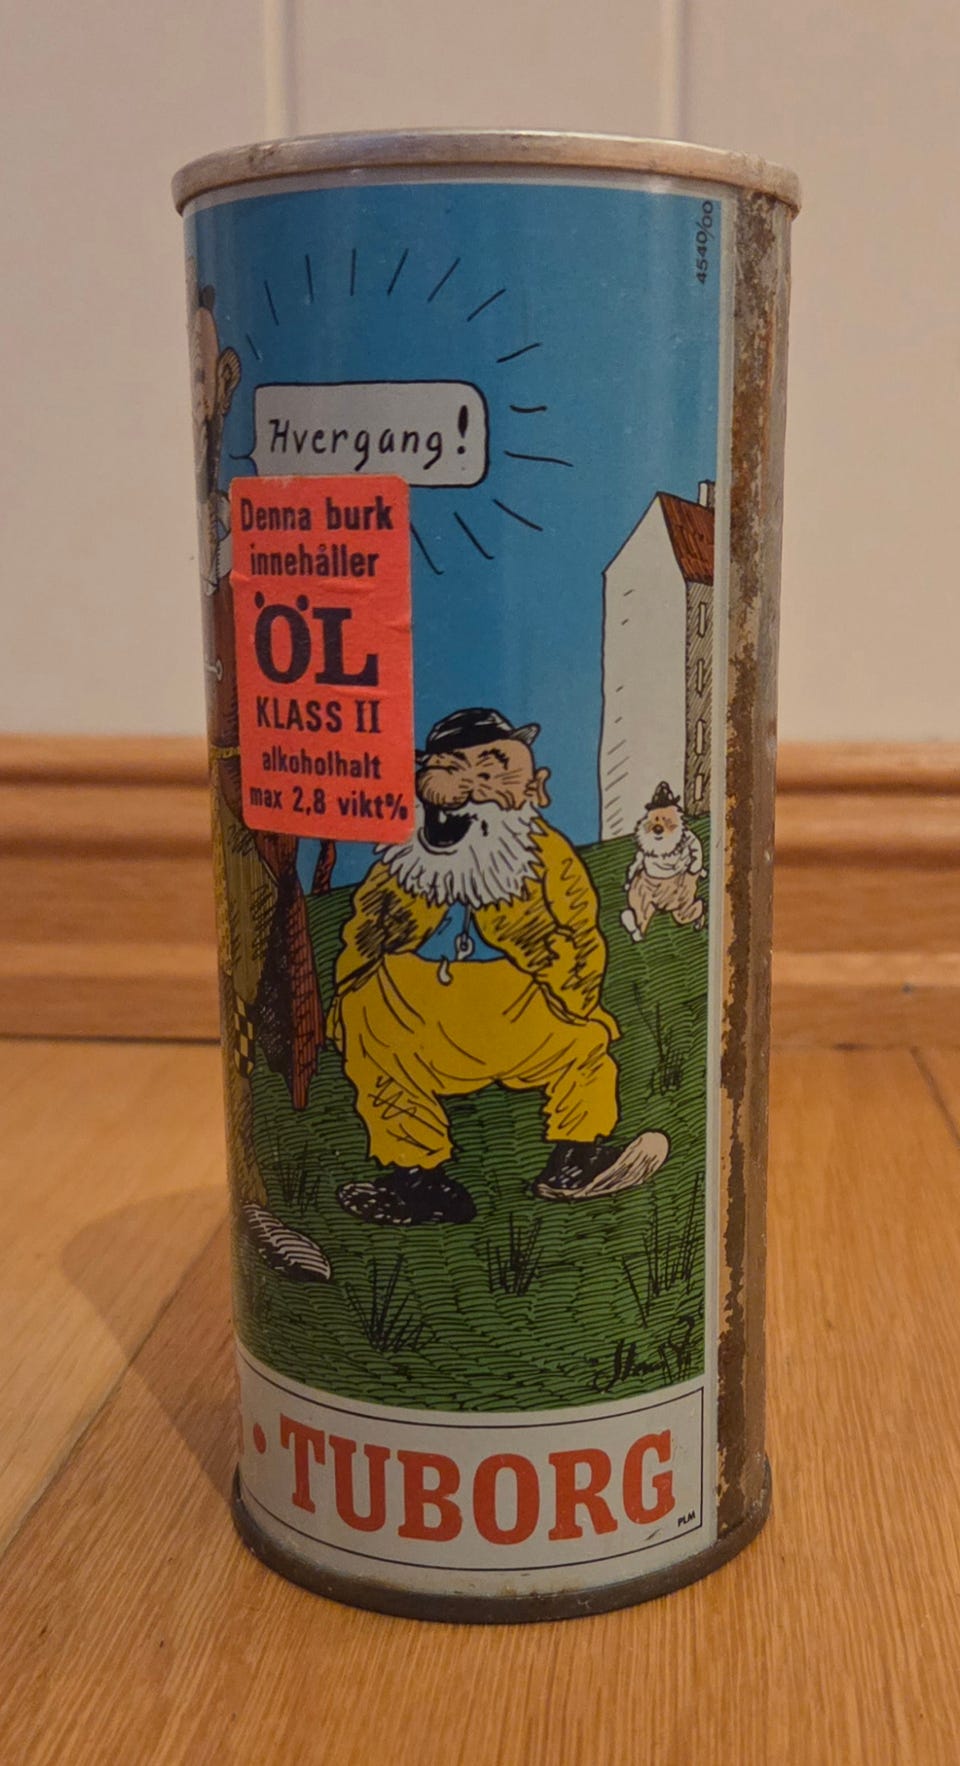 4540/00
Hvergang!
Denna burk
innehåller
ÖL
KLASS II
alkoholhalt
max 2,8 vikt%
· TUBORG
PLM